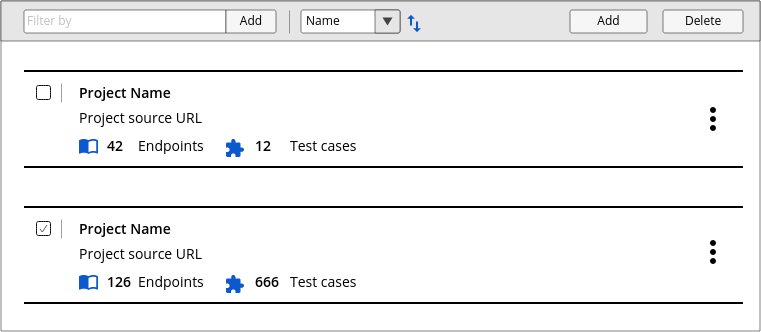 Filter by Add Name Add Delete
Project Name
Project source URL
42 Endpoints 12 Test cases
Project Name
Project source URL
126 Endpoints 666 Test cases